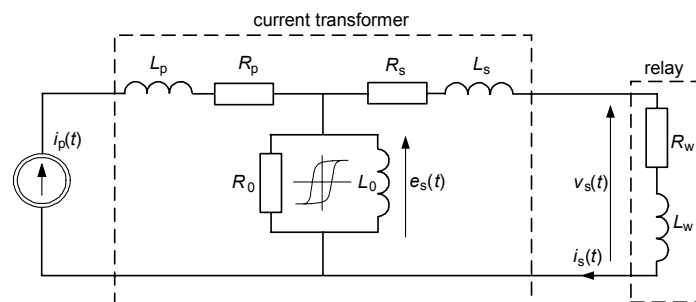 current transformer
relay
Lp
Rp
Rs
Ls
ip(t)
R0
L0
es(t)
vs(t)
Rw
Lw
is(t)